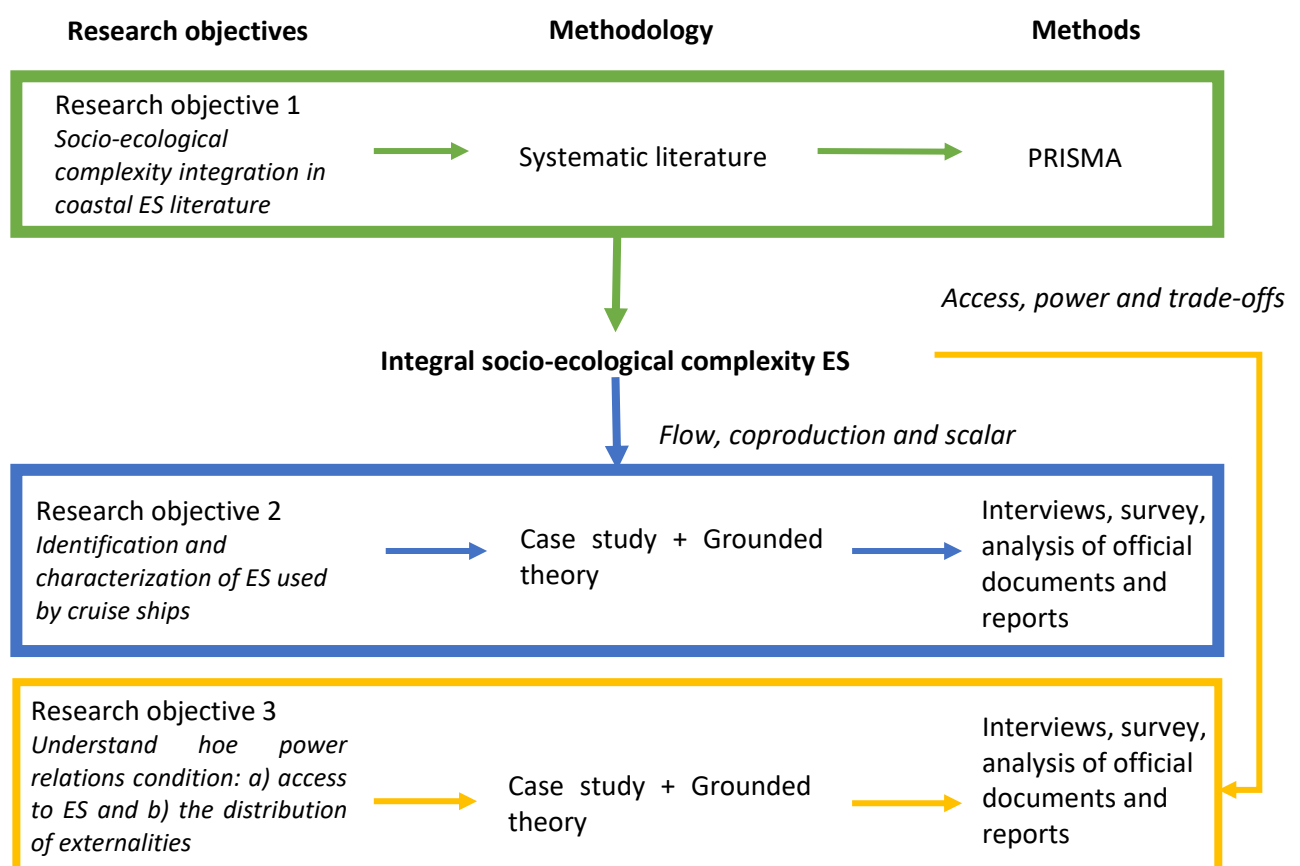 Research objectives
Methodology
Methods
Research objective 1
Socio-ecological
complexity integration in
coastal ES literature
Systematic literature
PRISMA
Access, power and trade-offs
Integral socio-ecological complexity ES
Flow, coproduction and scalar
Research objective 2
Identification and
characterization of ES used
by cruise ships
Case study + Grounded
theory
Interviews, survey,
analysis of official
documents and
reports
Research objective 3
Understand hoe power
relations condition: a) access
to ES and b) the distribution
of externalities
Case study + Grounded
theory
Interviews, survey,
analysis of official
documents and
reports